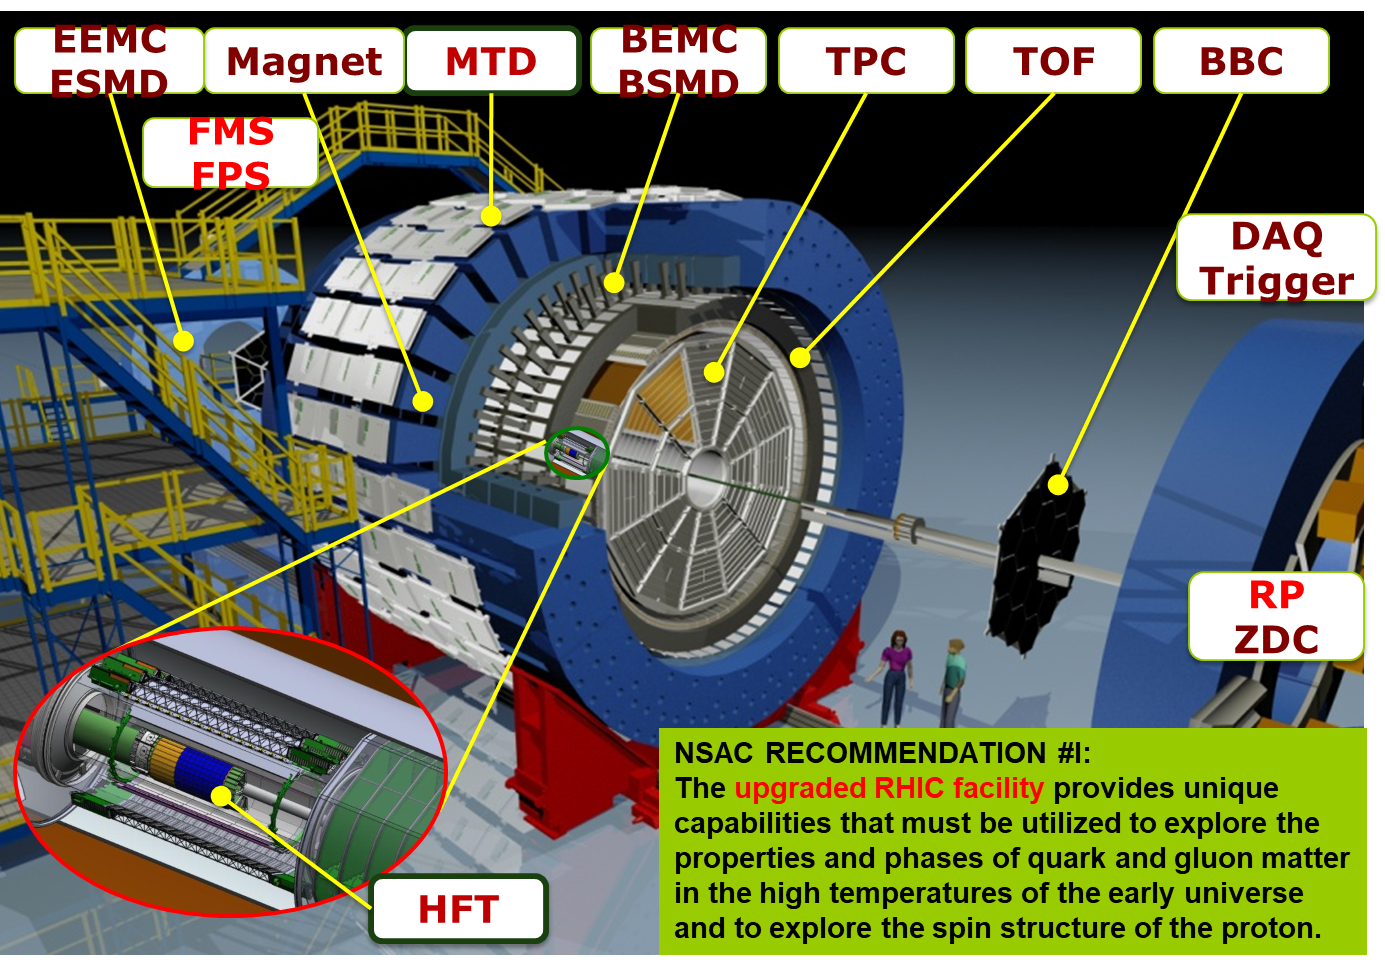 EEMC
ESMD
Magnet
MTD
BEMC
BSMD
TPC
TOF
BBC
FMS
FPS
DAQ
Trigger
RP
ZDC
HFT
NSAC RECOMMENDATION #I:
The upgraded RHIC facility provides unique
capabilities that must be utilized to explore the
properties and phases of quark and gluon matter
in the high temperatures of the early universe
and to explore the spin structure of the proton.